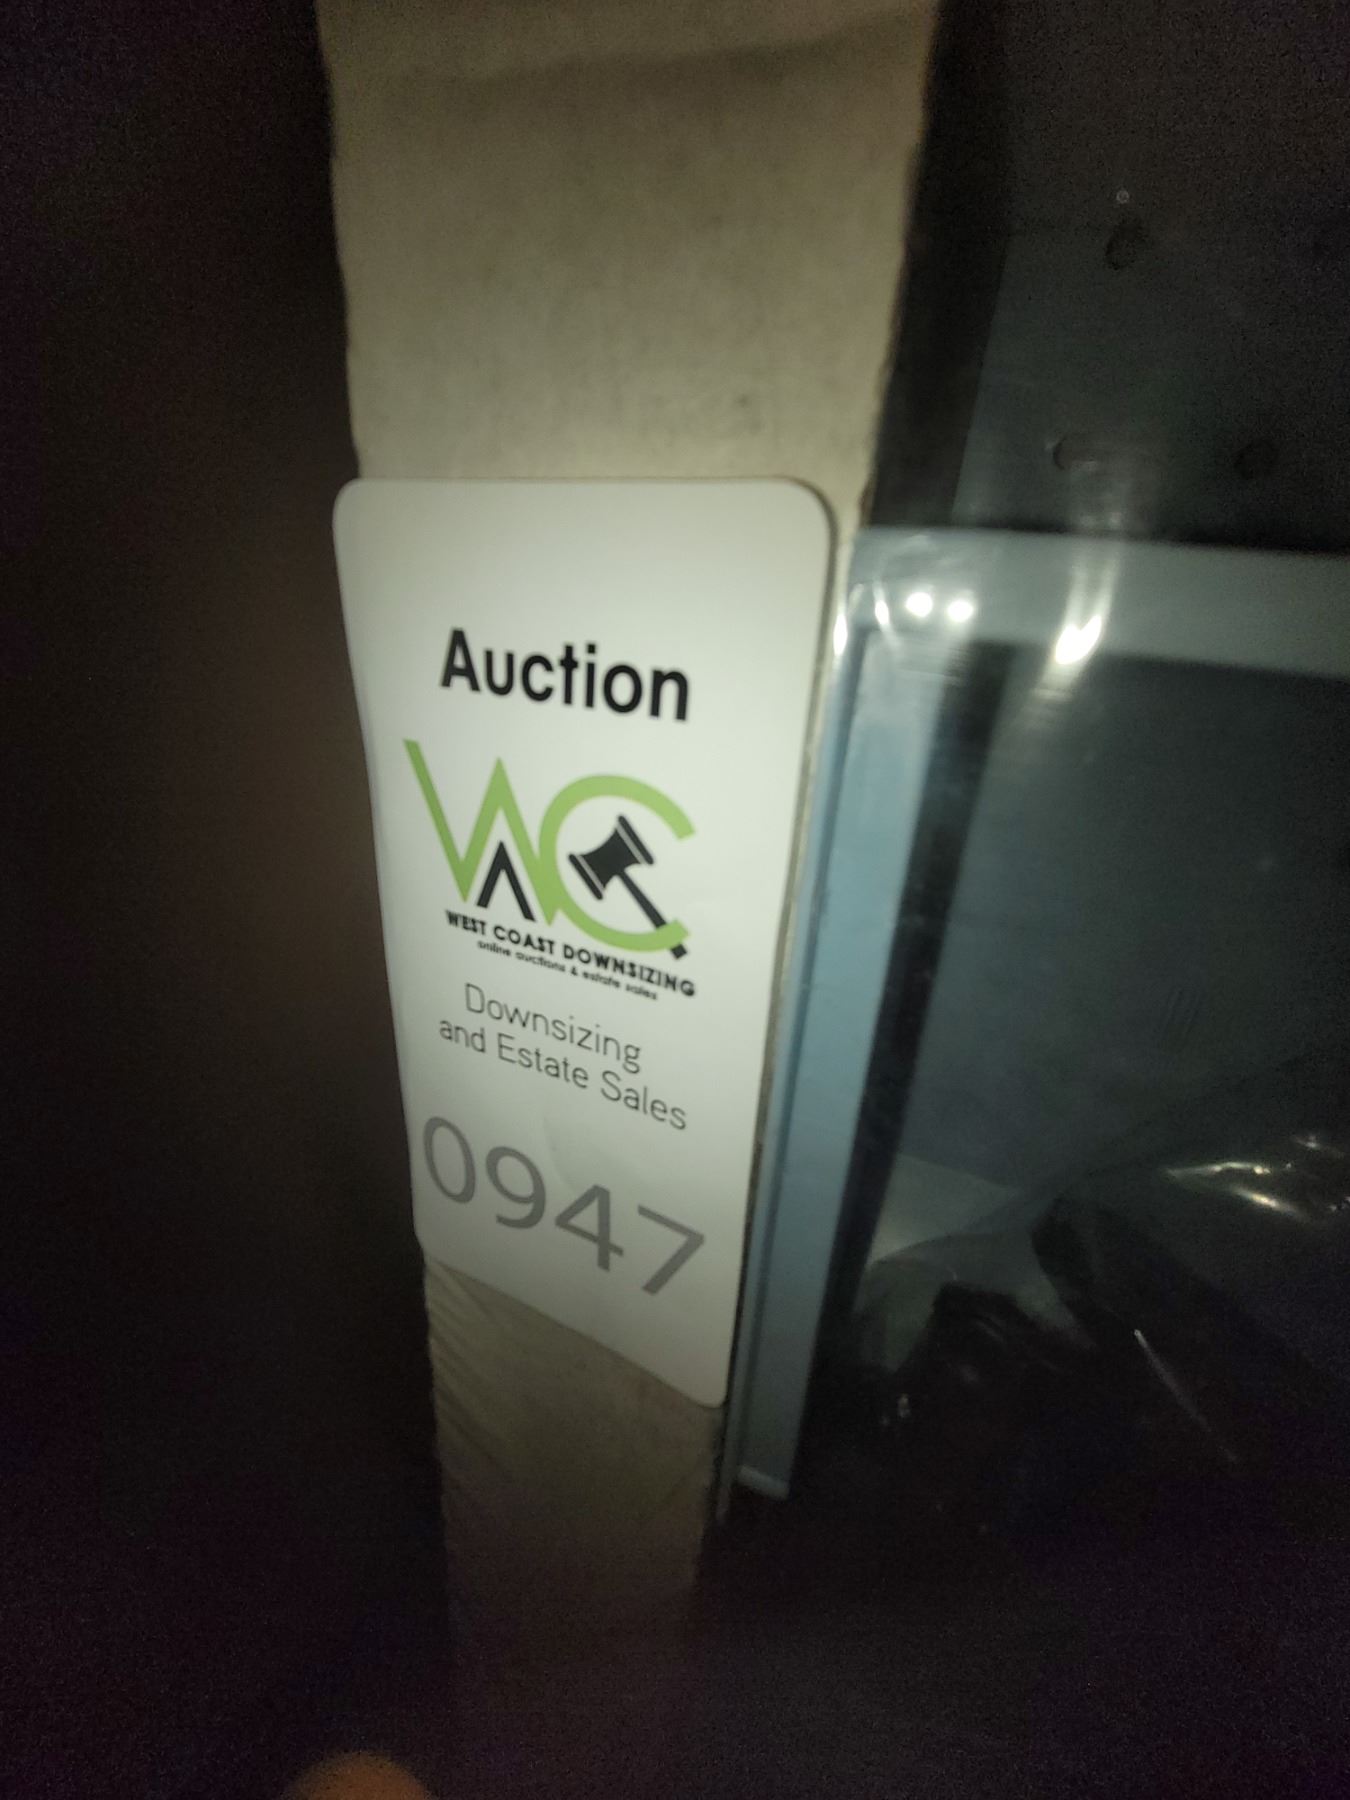 Auction
WC
WEST COAST DOWNSIZING
online auctions & estate sales
Downsizing
and Estate Sales
0947